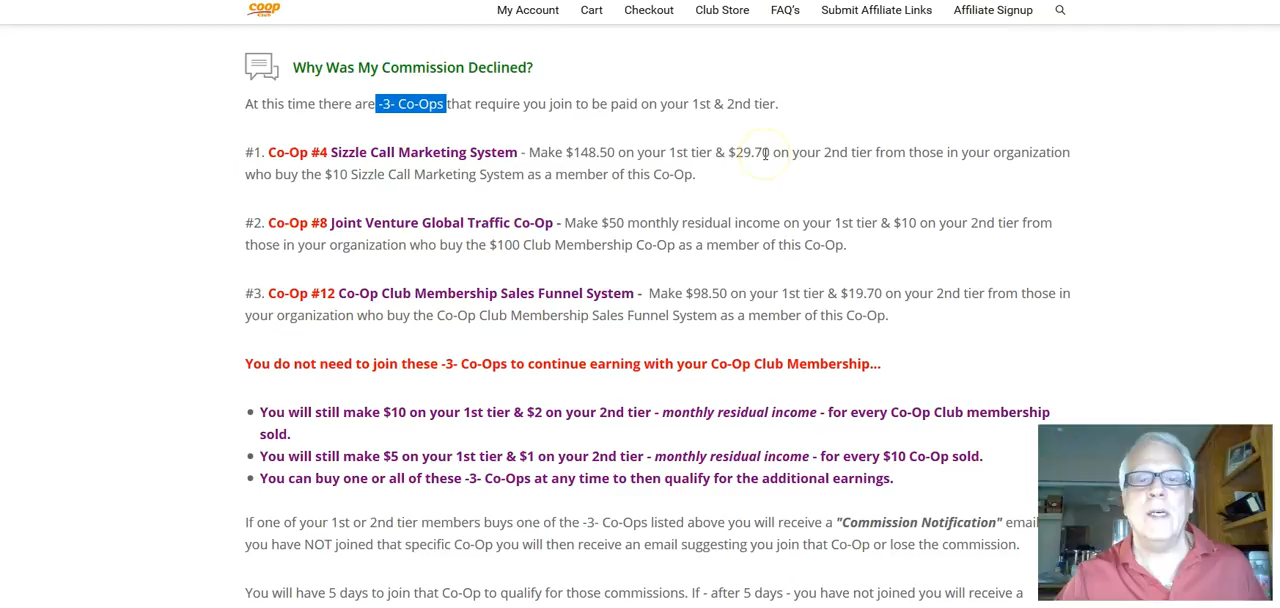 coop
Club
My Account Cart Checkout Club Store FAQ's Submit Affiliate Links Affiliate Signup
Why Was My Commission Declined?
At this time there are -3- Co-Ops that require you join to be paid on your 1st & 2nd tier.
#1. Co-Op #4 Sizzle Call Marketing System - Make $148.50 on your 1st tier & $29.70 on your 2nd tier from those in your organization
who buy the $10 Sizzle Call Marketing System as a member of this Co-Op.
#2. Co-Op #8 Joint Venture Global Traffic Co-Op - Make $50 monthly residual income on your 1st tier & $10 on your 2nd tier from
those in your organization who buy the $100 Club Membership Co-Op as a member of this Co-Op.
#3. Co-Op #12 Co-Op Club Membership Sales Funnel System - Make $98.50 on your 1st tier & $19.70 on your 2nd tier from those in
your organization who buy the Co-Op Club Membership Sales Funnel System as a member of this Co-Op.
You do not need to join these -3- Co-Ops to continue earning with your Co-Op Club Membership...
You will still make $10 on your 1st tier & $2 on your 2nd tier - monthly residual income - for every Co-Op Club membership
sold.
You will still make $5 on your 1st tier & $1 on your 2nd tier - monthly residual income - for every $10 Co-Op sold.
You can buy one or all of these -3- Co-Ops at any time to then qualify for the additional earnings.
If one of your 1st or 2nd tier members buys one of the -3- Co-Ops listed above you will receive a "Commission Notification" email
you have NOT joined that specific Co-Op you will then receive an email suggesting you join that Co-Op or lose the commission.
You will have 5 days to join that Co-Op to qualify for those commissions. If - after 5 days - you have not joined you will receive a